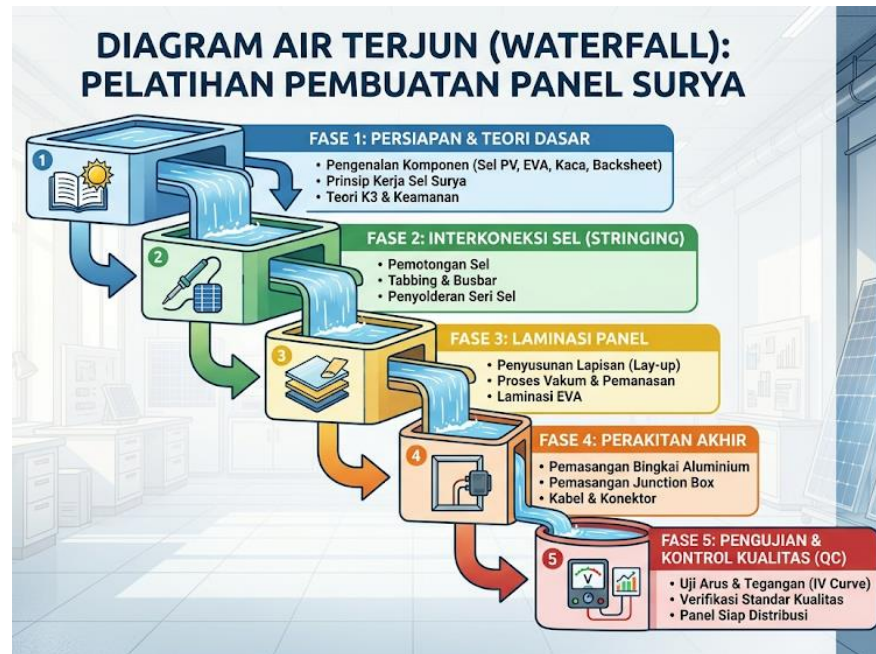 DIAGRAM AIR TERJUN (WATERFALL):
PELATIHAN PEMBUATAN PANEL SURYA
1
FASE 1: PERSIAPAN & TEORI DASAR
• Pengenalan Komponen (Sel PV, EVA, Kaca, Backsheet)
• Prinsip Kerja Sel Surya
• Teori K3 & Keamanan
2
FASE 2: INTERKONEKSI SEL (STRINGING)
• Pemotongan Sel
• Tabbing & Busbar
• Penyolderan Seri Sel
3
FASE 3: LAMINASI PANEL
• Penyusunan Lapisan (Lay-up)
• Proses Vakum & Pemanasan
• Laminasi EVA
4
FASE 4: PERAKITAN AKHIR
• Pemasangan Bingkai Aluminium
• Pemasangan Junction Box
• Kabel & Konektor
5
V
FASE 5: PENGUJIAN &
KONTROL KUALITAS (QC)
• Uji Arus & Tegangan (IV Curve)
• Verifikasi Standar Kualitas
• Panel Siap Distribusi